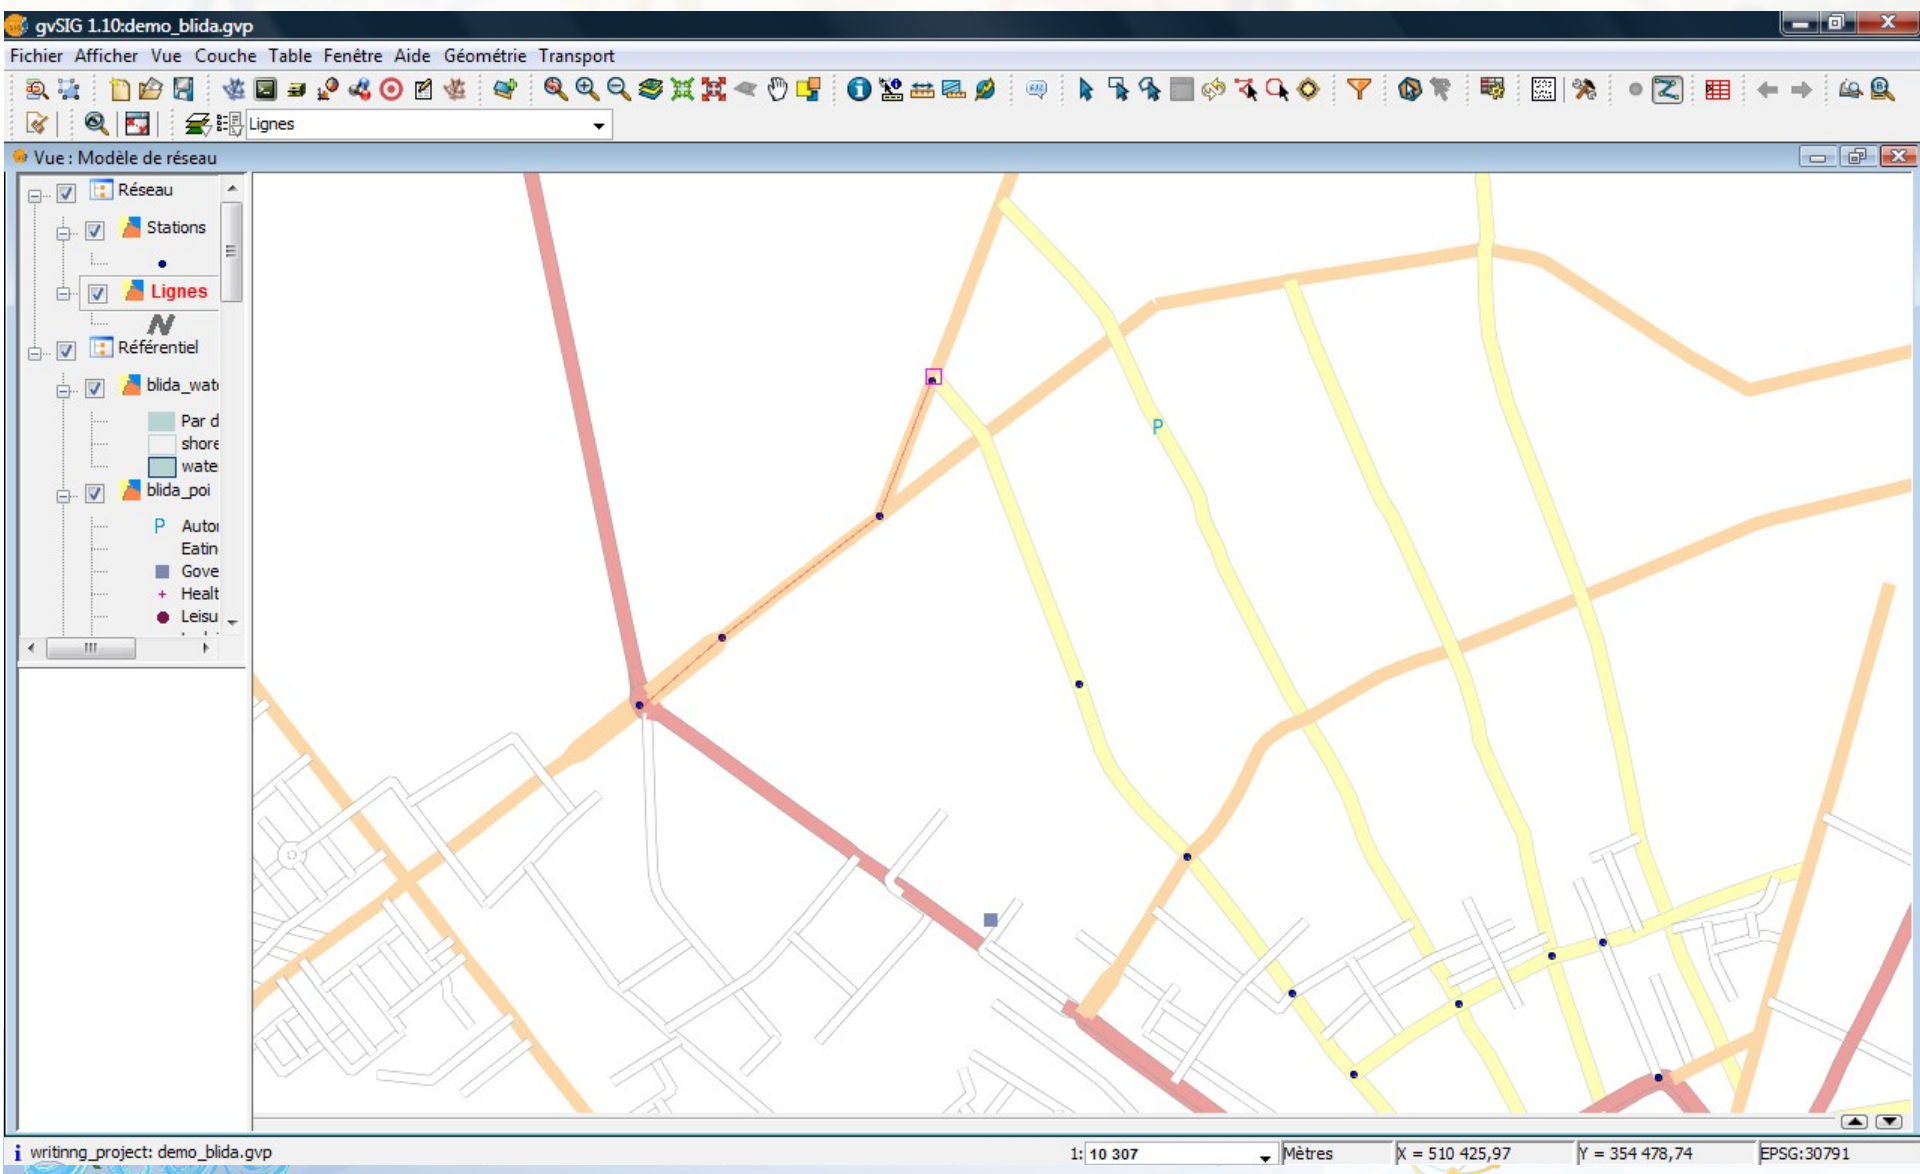 gvSIG 1.10:demo_blida.gvp
Fichier Afficher Vue Couche Table Fenêtre Aide Géométrie Transport
Lignes
Vue : Modèle de réseau
Réseau
Stations
Lignes
Référentiel
blida_wat
Par d
shore
wate
blida_poi
P Autor
Eatin
Gove
Healt
Leisu
P
writinng_project: demo_blida.gvp
1: 10 307
Mètres
X = 510 425,97
Y = 354 478,74
EPSG:30791